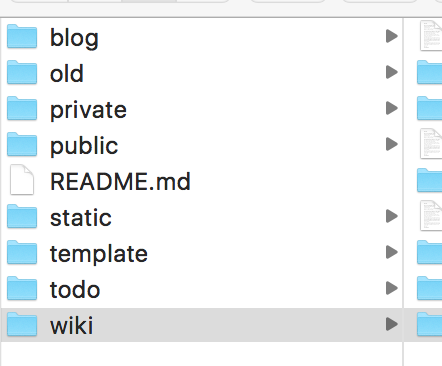 blog
old
private
public
README.md
static
template
todo
wiki